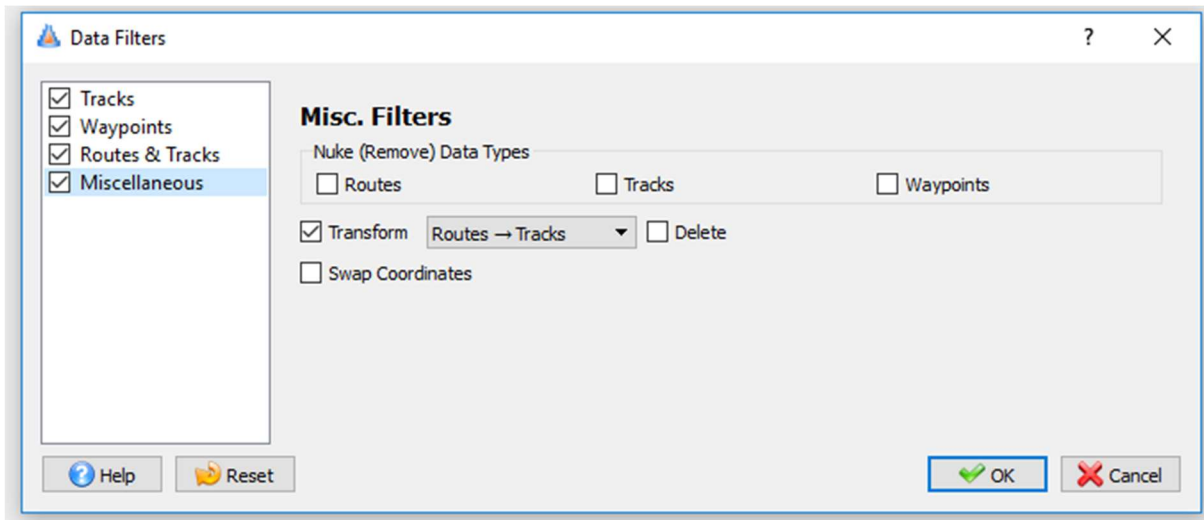 Data Filters
?
Tracks
Waypoints
Routes & Tracks
Miscellaneous
Misc. Filters
Nuke (Remove) Data Types
Routes Tracks Waypoints
Transform Routes → Tracks Delete
Swap Coordinates
Help Reset OK Cancel